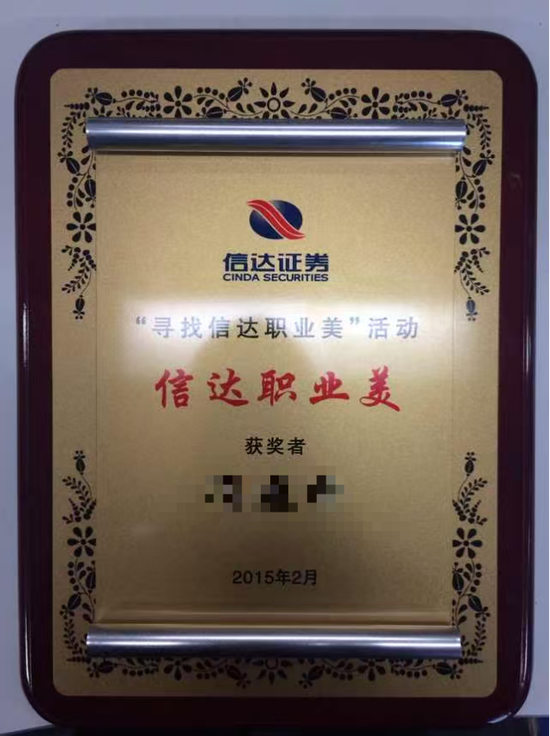 信达证券
CINDA SECURITIES
“寻找信达职业美”活动
信达职业美
获奖者
2015年2月